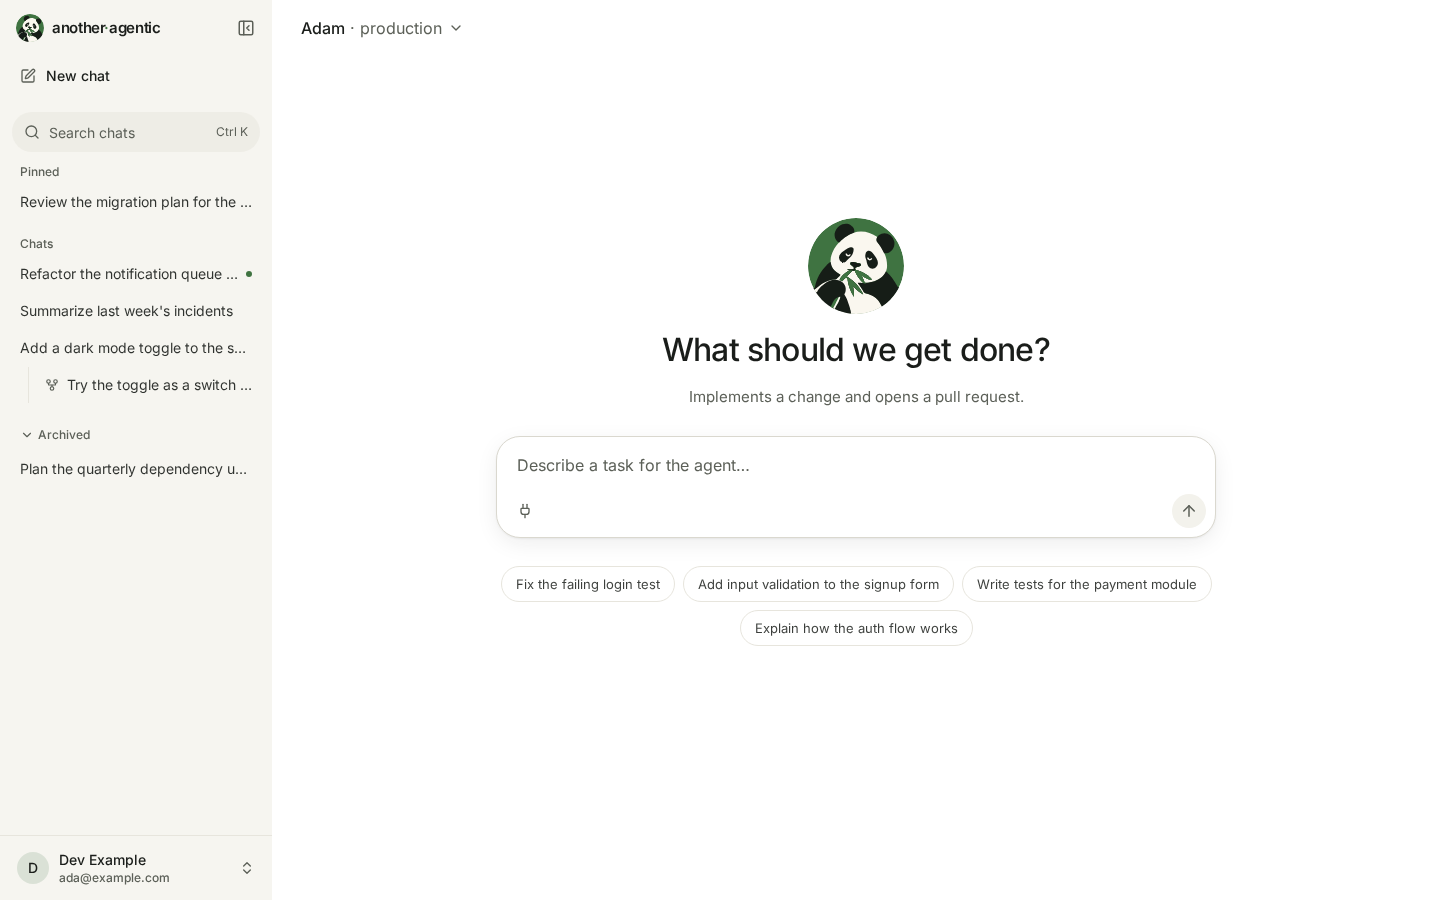 another·agentic
New chat
Search chats
Ctrl K
Pinned
Review the migration plan for the ...
Chats
Refactor the notification queue ...
Summarize last week's incidents
Add a dark mode toggle to the s...
Try the toggle as a switch ...
Archived
Plan the quarterly dependency u...
D
Dev Example
ada@example.com
Adam · production
What should we get done?
Implements a change and opens a pull request.
Describe a task for the agent...
Fix the failing login test
Add input validation to the signup form
Write tests for the payment module
Explain how the auth flow works